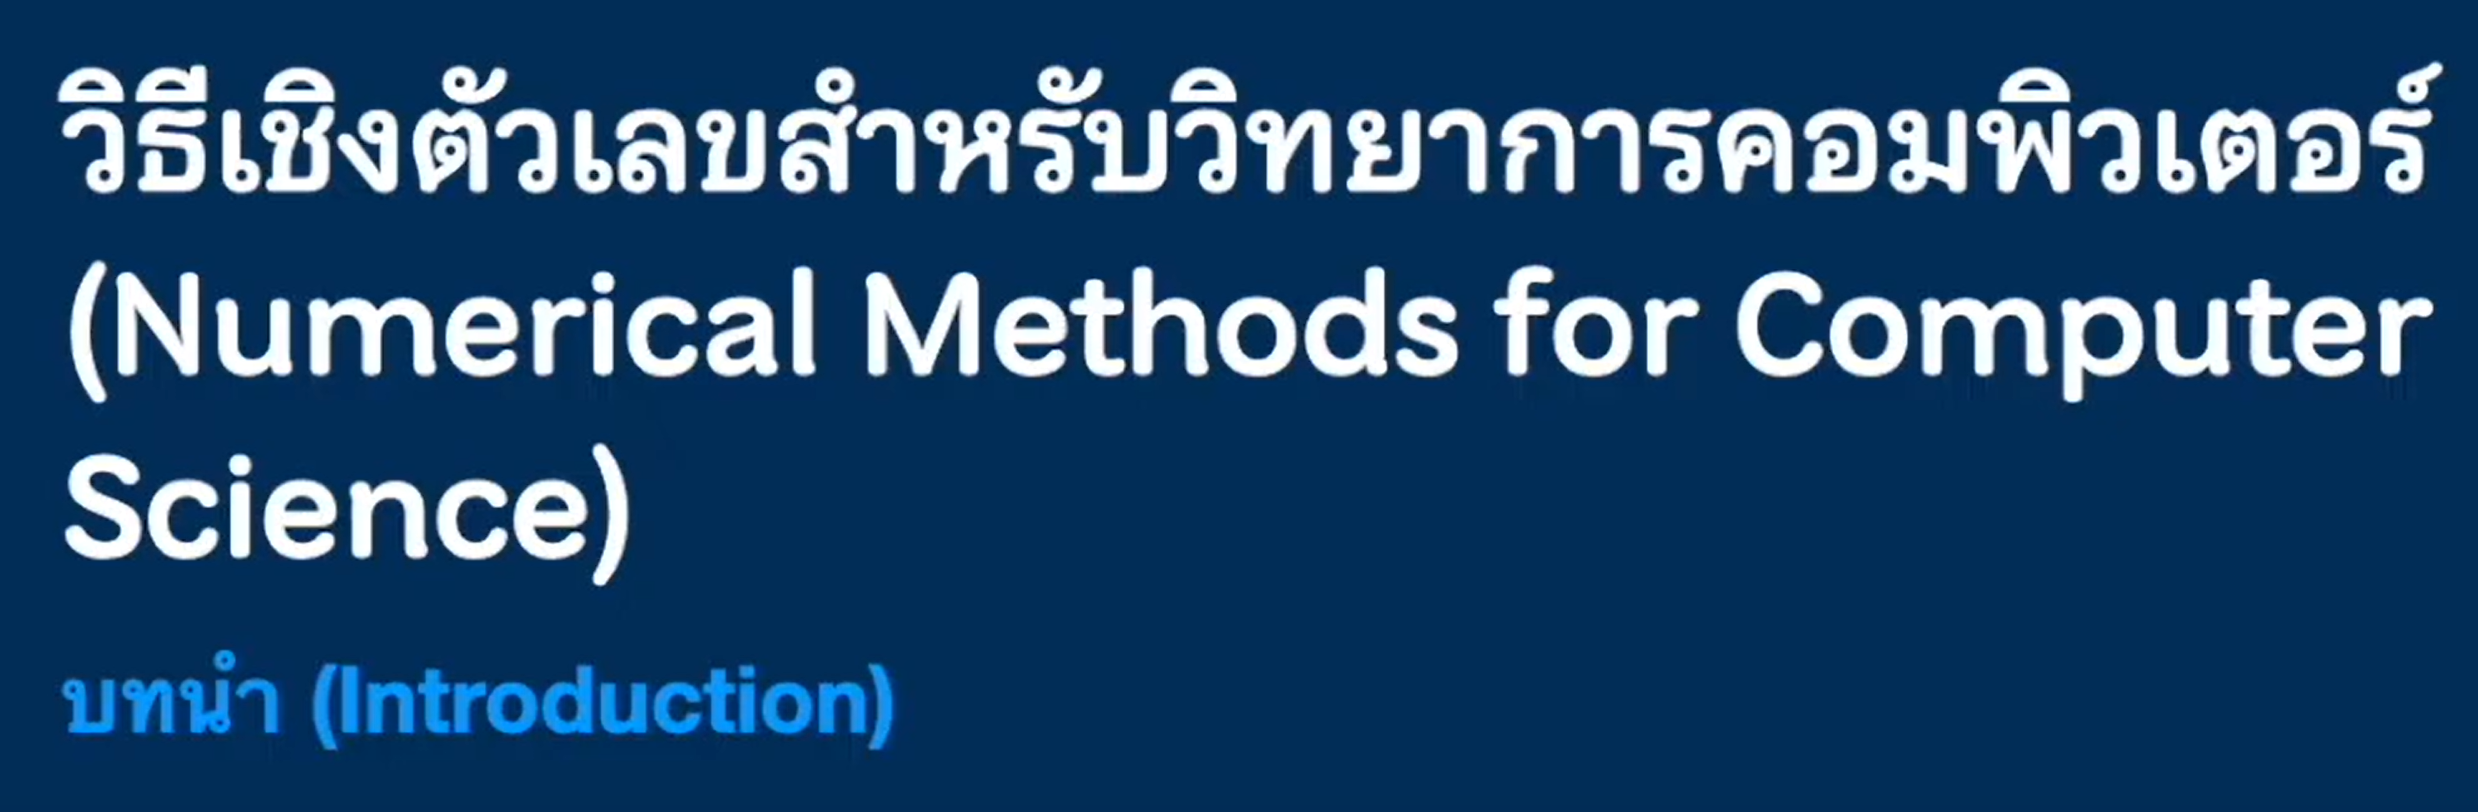 วิธีเชิงตัวเลขสำหรับวิทยาการคอมพิวเตอร์
(Numerical Methods for Computer
Science)
บทนำ (Introduction)